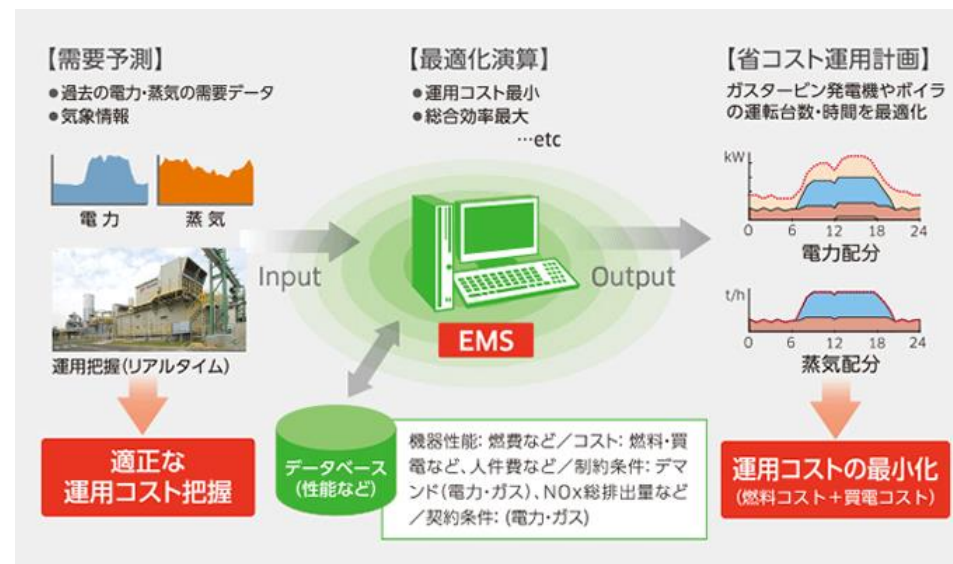 【需要予測】
●過去の電力・蒸気の需要データ
●気象情報
電力
蒸気
運用把握(リアルタイム)
適正な
運用コスト把握
Input
【最適化演算】
●運用コスト最小
●総合効率最大
…etc
EMS
Output
データベース
(性能など)
機器性能: 燃費など／コスト: 燃料・買
電など、人件費など／制約条件: デマ
ンド(電力・ガス)、NOx総排出量など
／契約条件: (電力・ガス)
【省コスト運用計画】
ガスタービン発電機やボイラ
の運転台数・時間を最適化
kW
0 6 12 18 24
電力配分
t/h
0 6 12 18 24
蒸気配分
運用コストの最小化
(燃料コスト＋買電コスト)